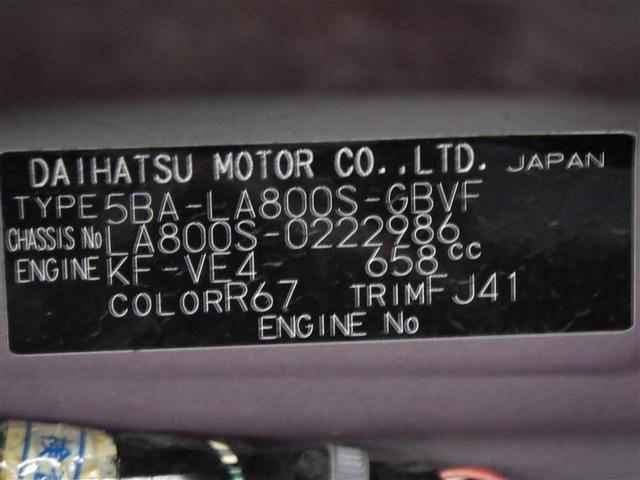 DAIHATSU MOTOR CO.,LTD. JAPAN
TYPE 5BA-LA800S-GBVF
CHASSIS No LA800S-0222986
ENGINE KF-VE4 658cc
COLOR R67 TRIM FJ41
ENGINE No